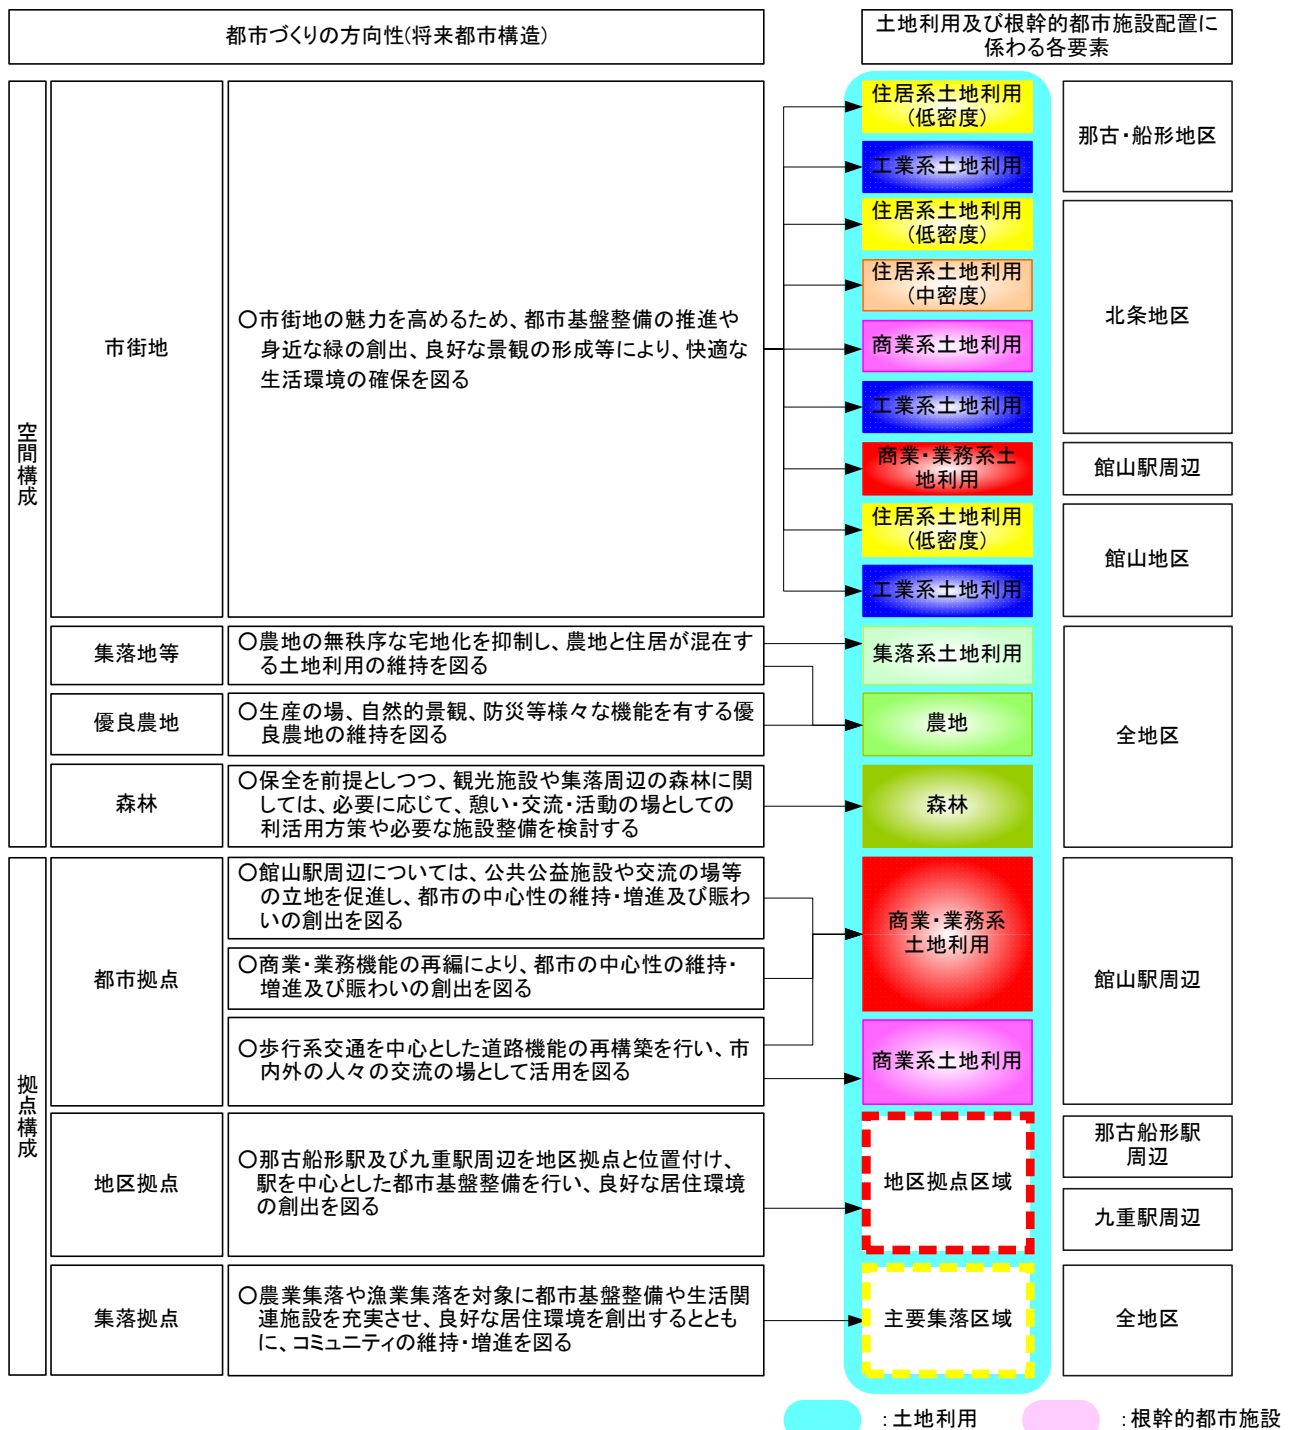 都市づくりの方向性(将来都市構造)
土地利用及び根幹的都市施設配置に
係わる各要素
空間構成
市街地
〇市街地の魅力を高めるため、都市基盤整備の推進や
身近な緑の創出、良好な景観の形成等により、快適な
生活環境の確保を図る
住居系土地利用
(低密度)
工業系土地利用
那古・船形地区
住居系土地利用
(低密度)
住居系土地利用
(中密度)
商業系土地利用
工業系土地利用
北条地区
商業・業務系土
地利用
館山駅周辺
住居系土地利用
(低密度)
工業系土地利用
館山地区
集落地等
〇農地の無秩序な宅地化を抑制し、農地と住居が混在す
る土地利用の維持を図る
集落系土地利用
優良農地
〇生産の場、自然的景観、防災等様々な機能を有する優
良農地の維持を図る
農地
全地区
森林
〇保全を前提としつつ、観光施設や集落周辺の森林に関
しては、必要に応じて、憩い・交流・活動の場としての
利活用方策や必要な施設整備を検討する
森林
拠点構成
都市拠点
〇館山駅周辺については、公共公益施設や交流の場等
の立地を促進し、都市の中心性の維持・増進及び賑わ
いの創出を図る
〇商業・業務機能の再編により、都市の中心性の維持・
増進及び賑わいの創出を図る
〇歩行系交通を中心とした道路機能の再構築を行い、市
内外の人々の交流の場として活用を図る
商業・業務系
土地利用
商業系土地利用
館山駅周辺
地区拠点
〇那古船形駅及び九重駅周辺を地区拠点と位置付け、
駅を中心とした都市基盤整備を行い、良好な居住環境
の創出を図る
地区拠点区域
那古船形駅
周辺
九重駅周辺
集落拠点
〇農業集落や漁業集落を対象に都市基盤整備や生活関
連施設を充実させ、良好な居住環境を創出するととも
に、コミュニティの維持・増進を図る
主要集落区域
全地区
:土地利用
:根幹的都市施設